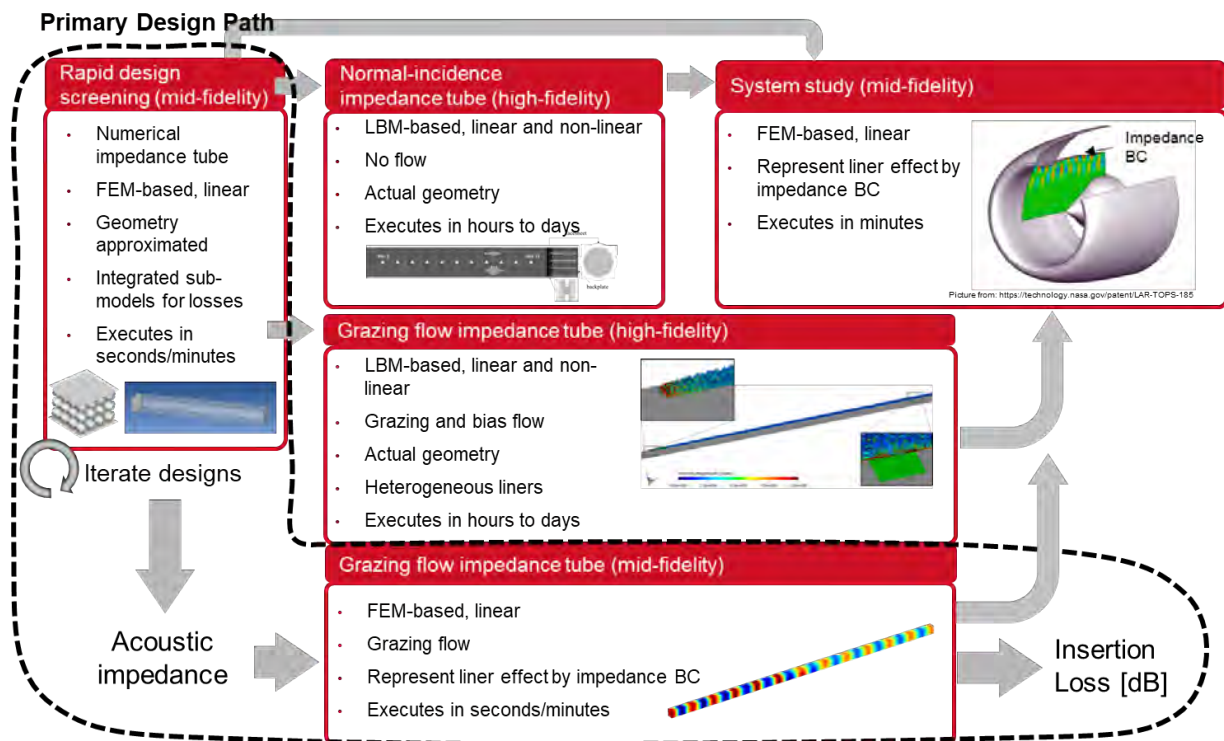 Primary Design Path
Rapid design
screening (mid-fidelity)
• Numerical
impedance tube
• FEM-based, linear
• Geometry
approximated
• Integrated sub-
models for losses
• Executes in
seconds/minutes
Iterate designs
Normal-incidence
impedance tube (high-fidelity)
• LBM-based, linear and non-linear
• No flow
• Actual geometry
• Executes in hours to days
backplate
System study (mid-fidelity)
• FEM-based, linear
• Represent liner effect by
impedance BC
• Executes in minutes
Impedance
BC
Picture from: https://technology.nasa.gov/patent/LAR-TOPS-185
Grazing flow impedance tube (high-fidelity)
• LBM-based, linear and non-
linear
• Grazing and bias flow
• Actual geometry
• Heterogeneous liners
• Executes in hours to days
Grazing flow impedance tube (mid-fidelity)
• FEM-based, linear
• Grazing flow
• Represent liner effect by impedance BC
• Executes in seconds/minutes
Acoustic
impedance
Insertion
Loss [dB]